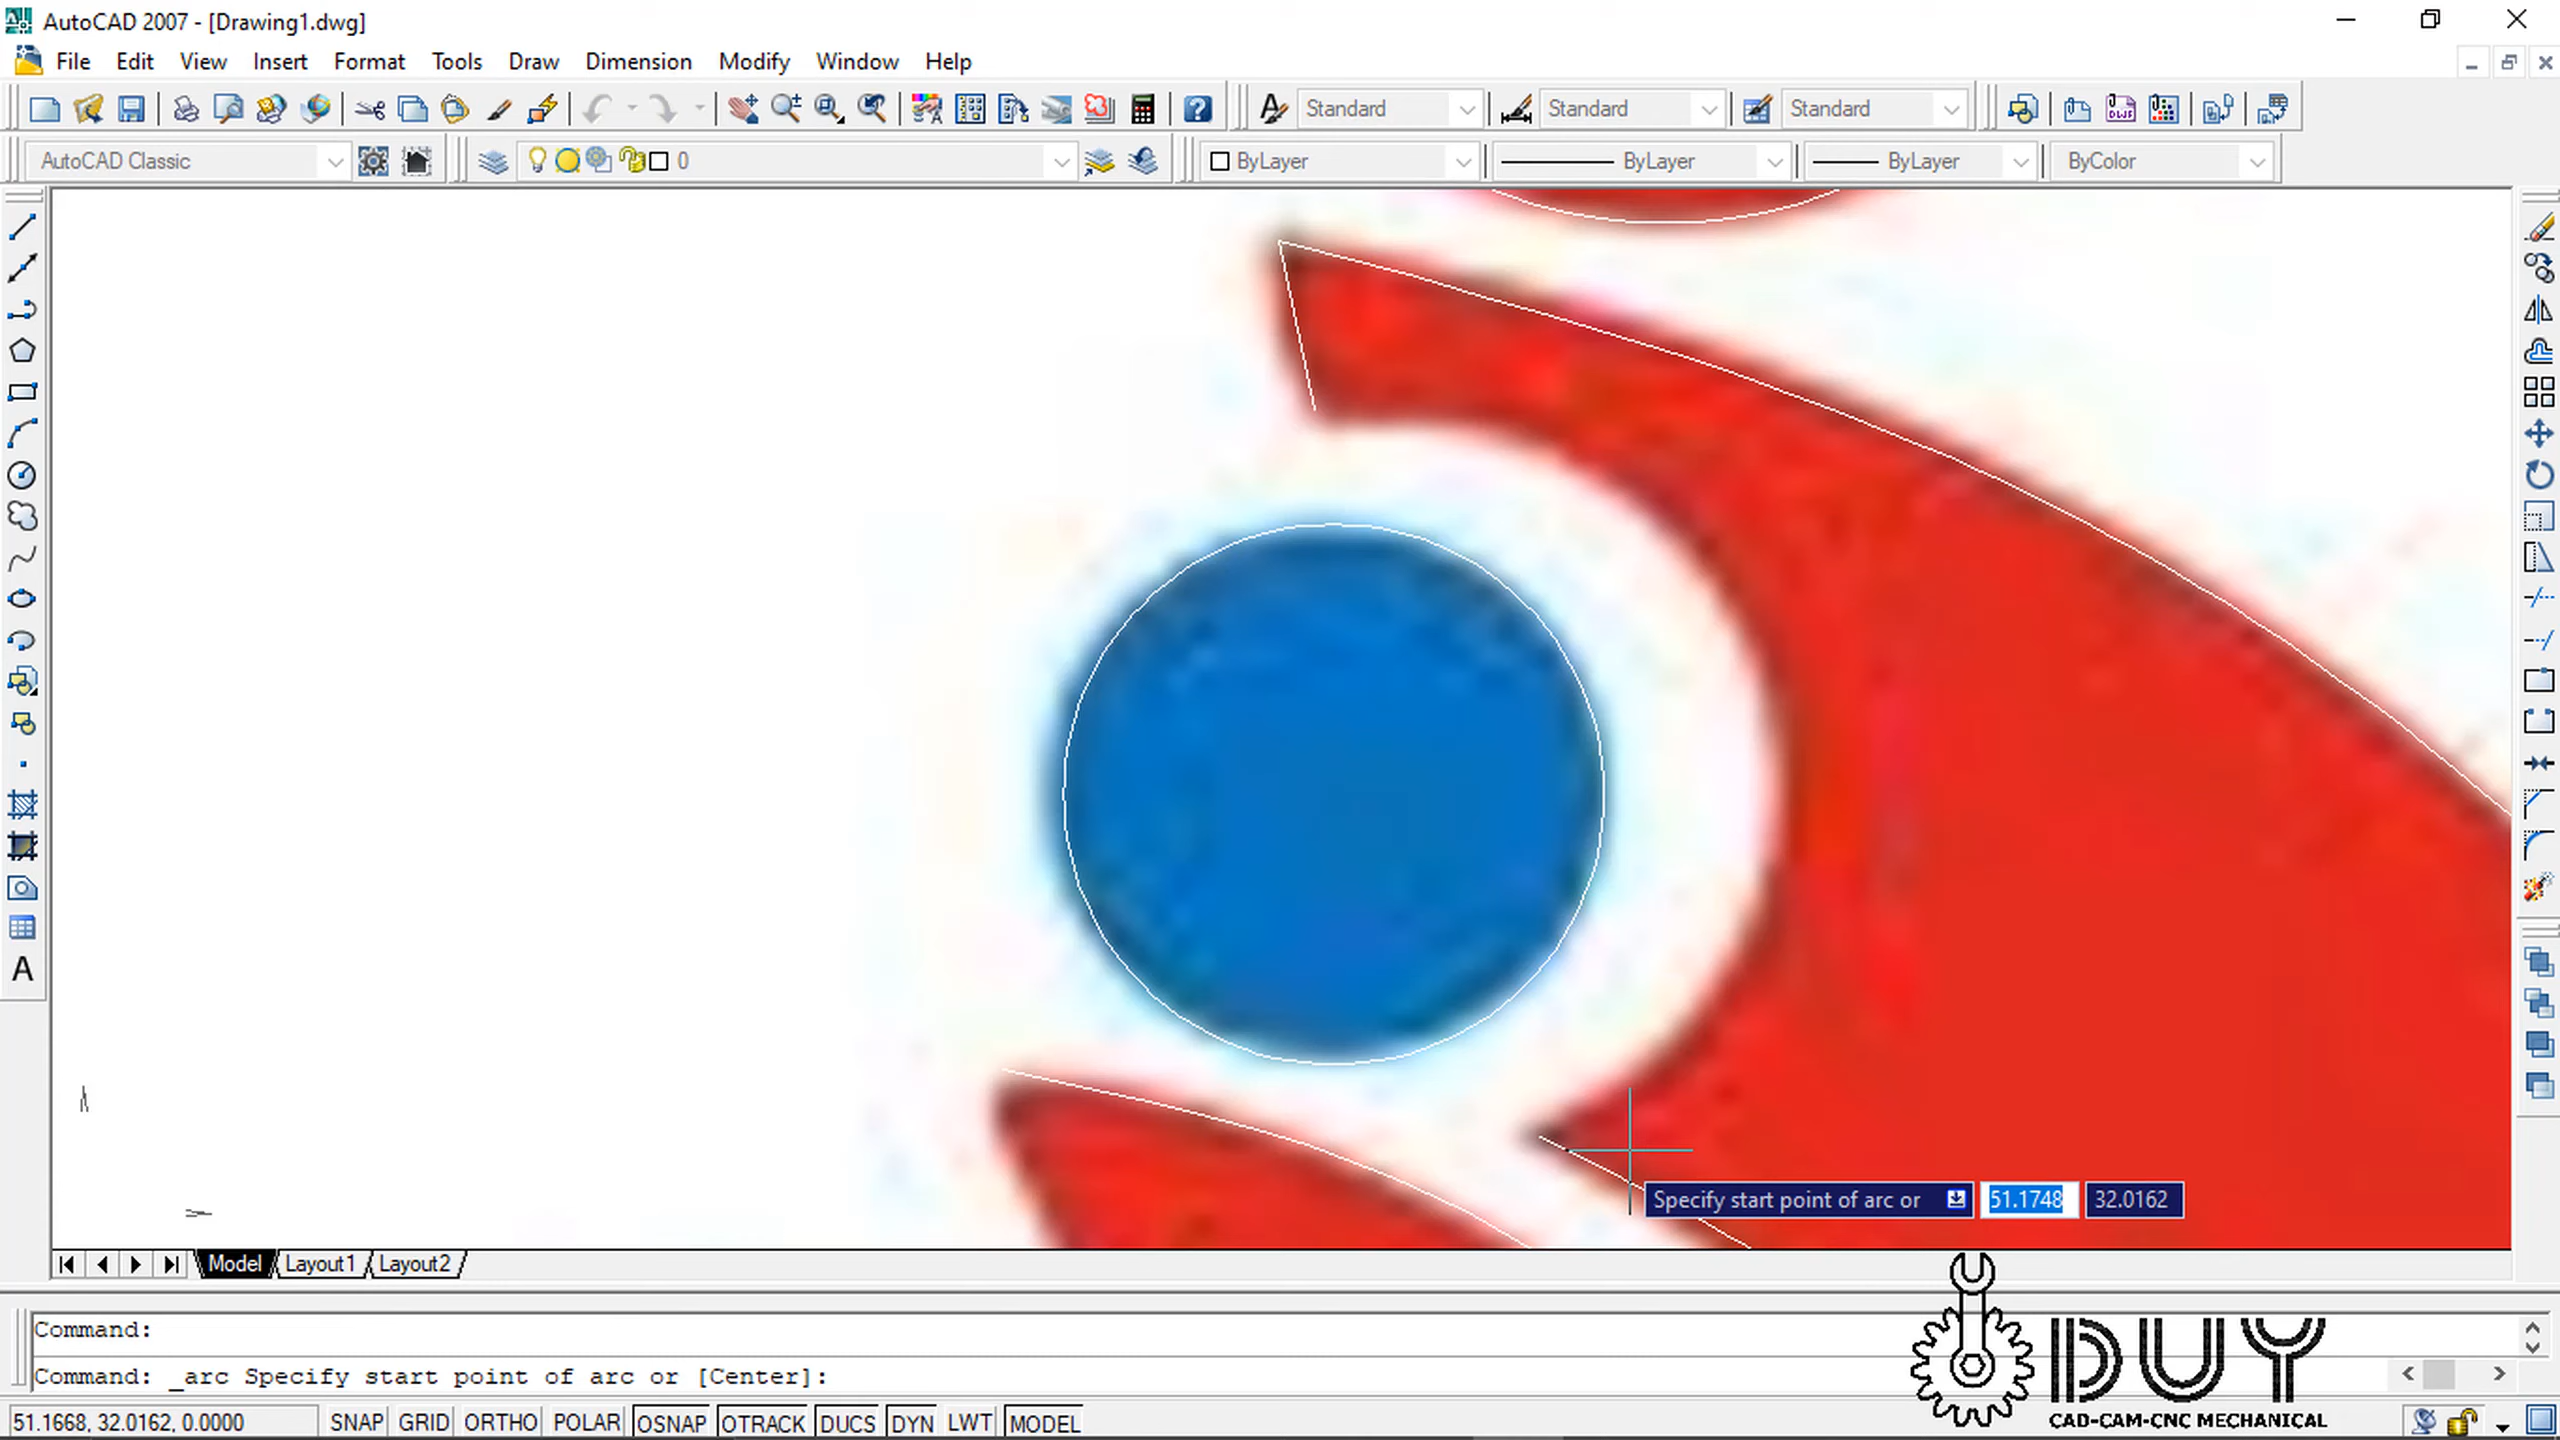 AutoCAD 2007 - [Drawing1.dwg]
File Edit View Insert Format Tools Draw Dimension Modify Window Help
Standard Standard Standard
AutoCAD Classic 0 ByLayer ByLayer ByLayer ByColor
A
Specify start point of arc or 51.1748 32.0162
Model Layout1 Layout2
Command:
Command: _arc Specify start point of arc or [Center]:
DUY
CAD-CAM-CNC MECHANICAL
51.1668, 32.0162, 0.0000 SNAP GRID ORTHO POLAR OSNAP OTRACK DUCS DYN LWT MODEL